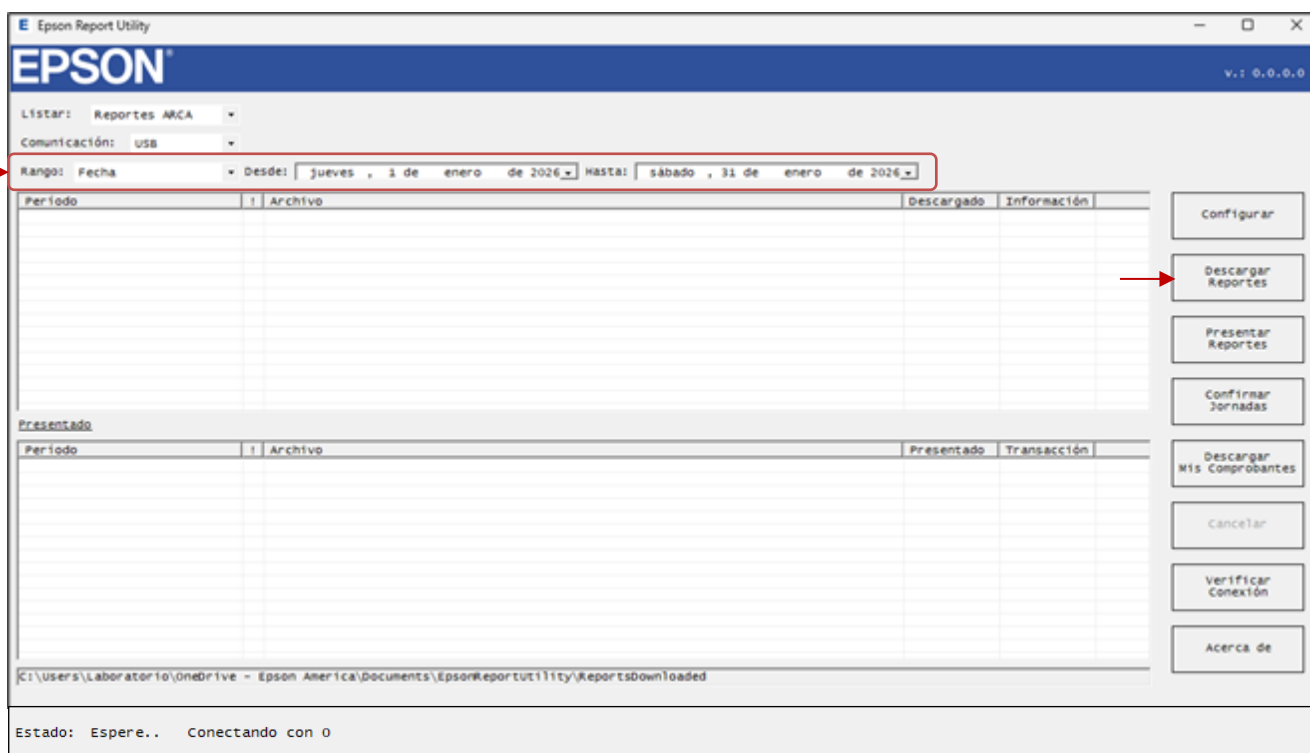 E Epson Report Utility
EPSON
v.: 0.0.0.0
Listar: Reportes ARCA
Comunicación: USB
Rango: Fecha Desde: jueves , 1 de enero de 2026 Hasta: sábado , 31 de enero de 2026
Período ! Archivo Descargado Información
Configurar
Descargar
Reportes
Presentar
Reportes
Confirmar
Jornadas
Presentado
Período ! Archivo Presentado Transacción
Descargar
Mis Comprobantes
Cancelar
Verificar
Conexión
Acerca de
C:\Users\Laboratorio\OneDrive - Epson America\Documents\EpsonReportUtility\ReportsDownloaded
Estado: Espere.. Conectando con 0